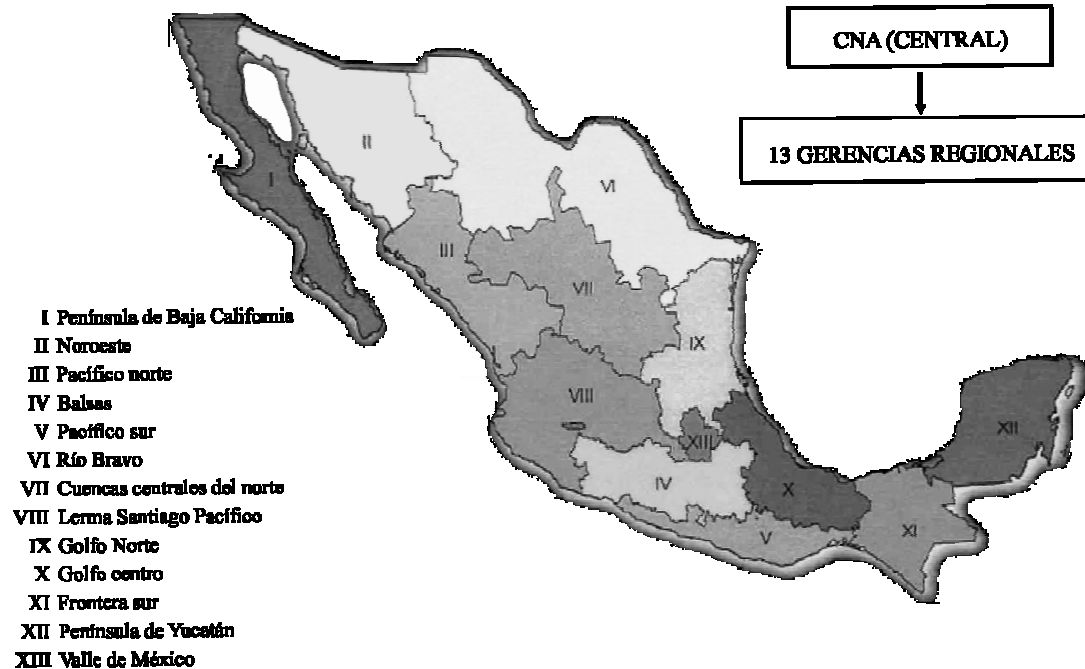 CNA (CENTRAL)
13 GERENCIAS REGIONALES
II
VI
I
III
VII
IX
VIII
XII
XIII
IV
X
V
XI
I Península de Baja California
II Noroeste
III Pacífico norte
IV Balsas
V Pacífico sur
VI Río Bravo
VII Cuencas centrales del norte
VIII Lerma Santiago Pacífico
IX Golfo Norte
X Golfo centro
XI Frontera sur
XII Península de Yucatán
XIII Valle de México